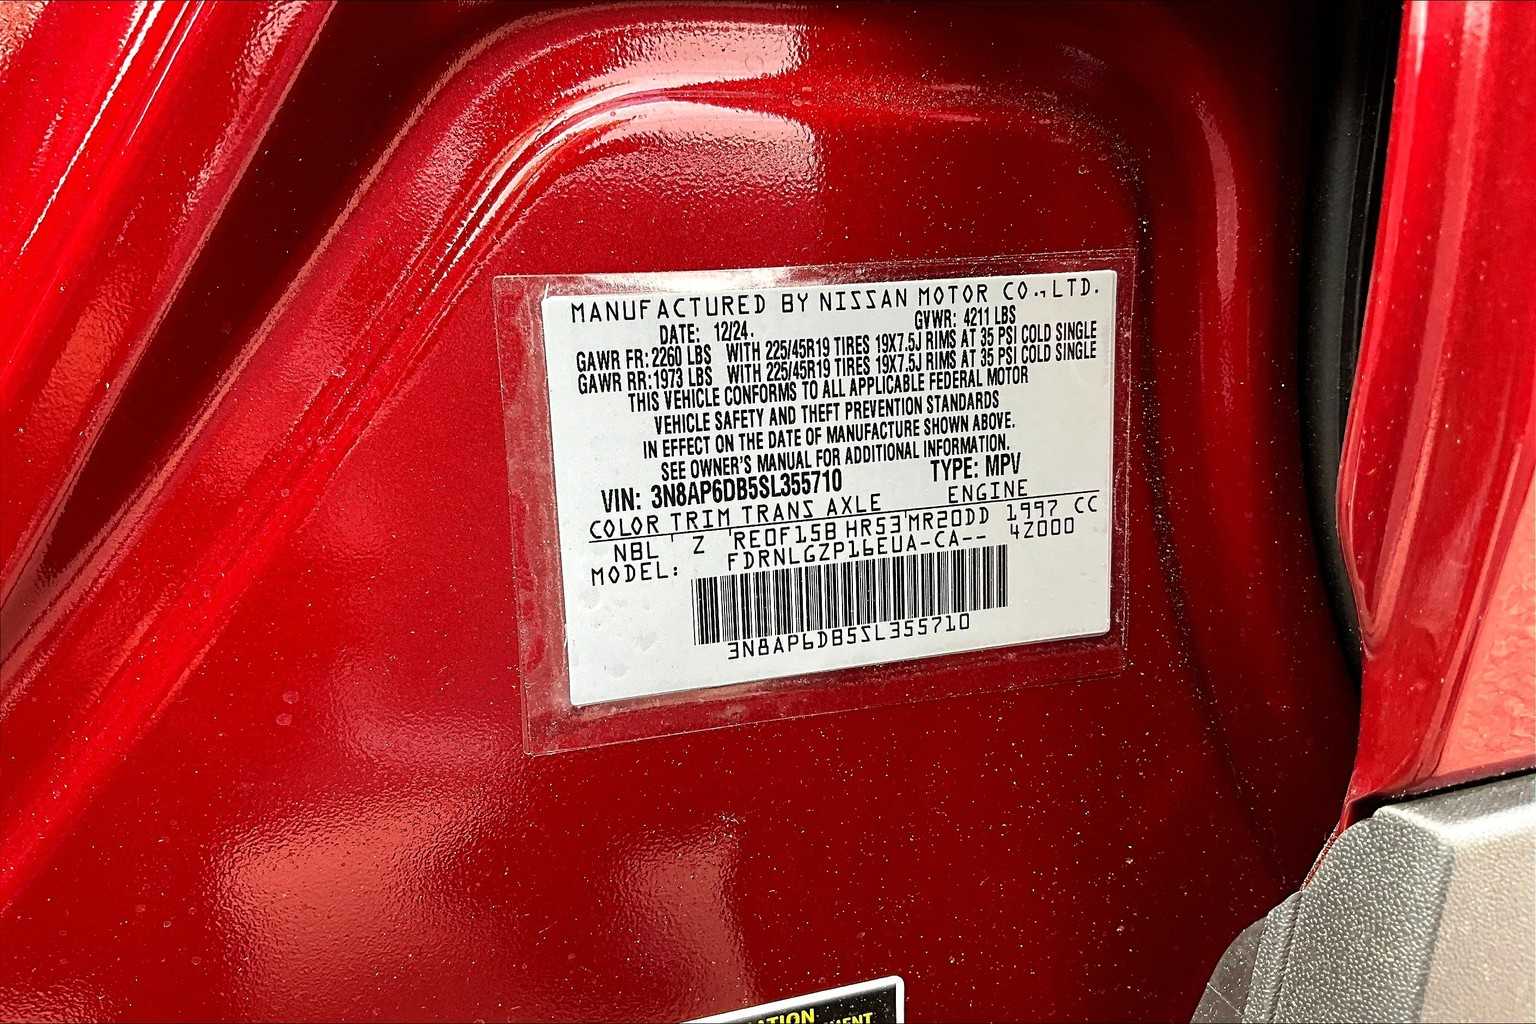 MANUFACTURED BY NISSAN MOTOR CO., LTD.
DATE: 12/24. GVWR: 4211 LBS
GAWR FR: 2260 LBS WITH 225/45R19 TIRES 19X7.5J RIMS AT 35 PSI COLD SINGLE
GAWR RR: 1973 LBS WITH 225/45R19 TIRES 19X7.5J RIMS AT 35 PSI COLD SINGLE
THIS VEHICLE CONFORMS TO ALL APPLICABLE FEDERAL MOTOR
VEHICLE SAFETY AND THEFT PREVENTION STANDARDS
IN EFFECT ON THE DATE OF MANUFACTURE SHOWN ABOVE.
SEE OWNER'S MANUAL FOR ADDITIONAL INFORMATION.
VIN: 3N8AP6DB5SL355710 TYPE: MPV
COLOR TRIM TRANS AXLE ENGINE
NBL Z RE0F15B HR53 MR20DD 1997 CC
MODEL: FDRNLGZP16EUA-CA-- 4Z000
3N8AP6DB5SL355710